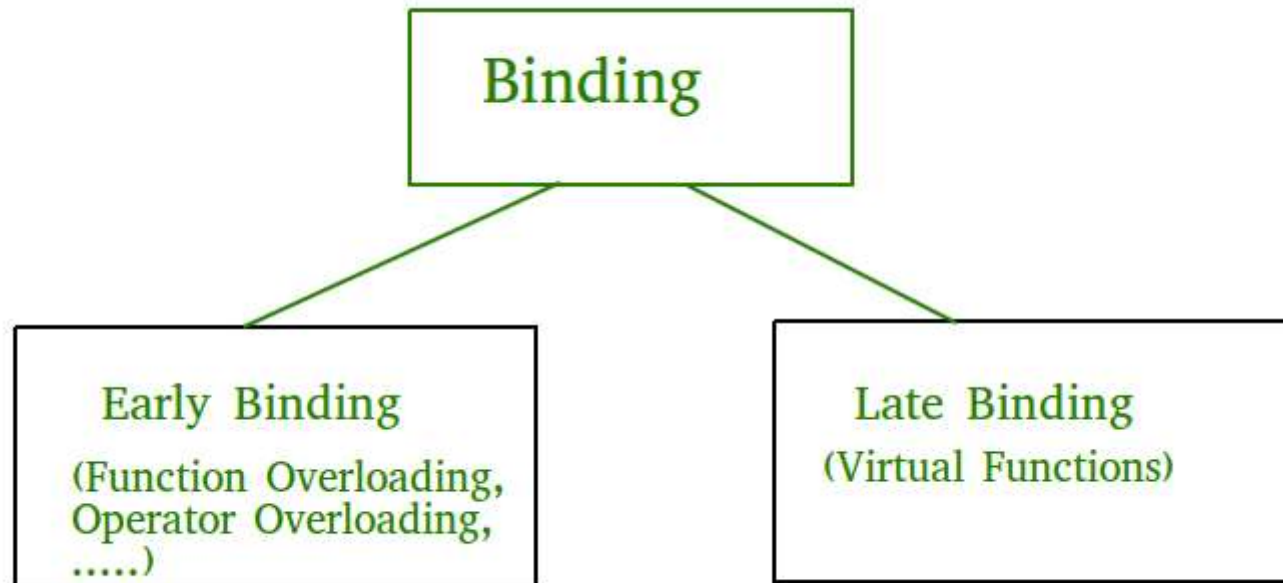 Binding
Early Binding
(Function Overloading,
Operator Overloading,
.....)
Late Binding
(Virtual Functions)